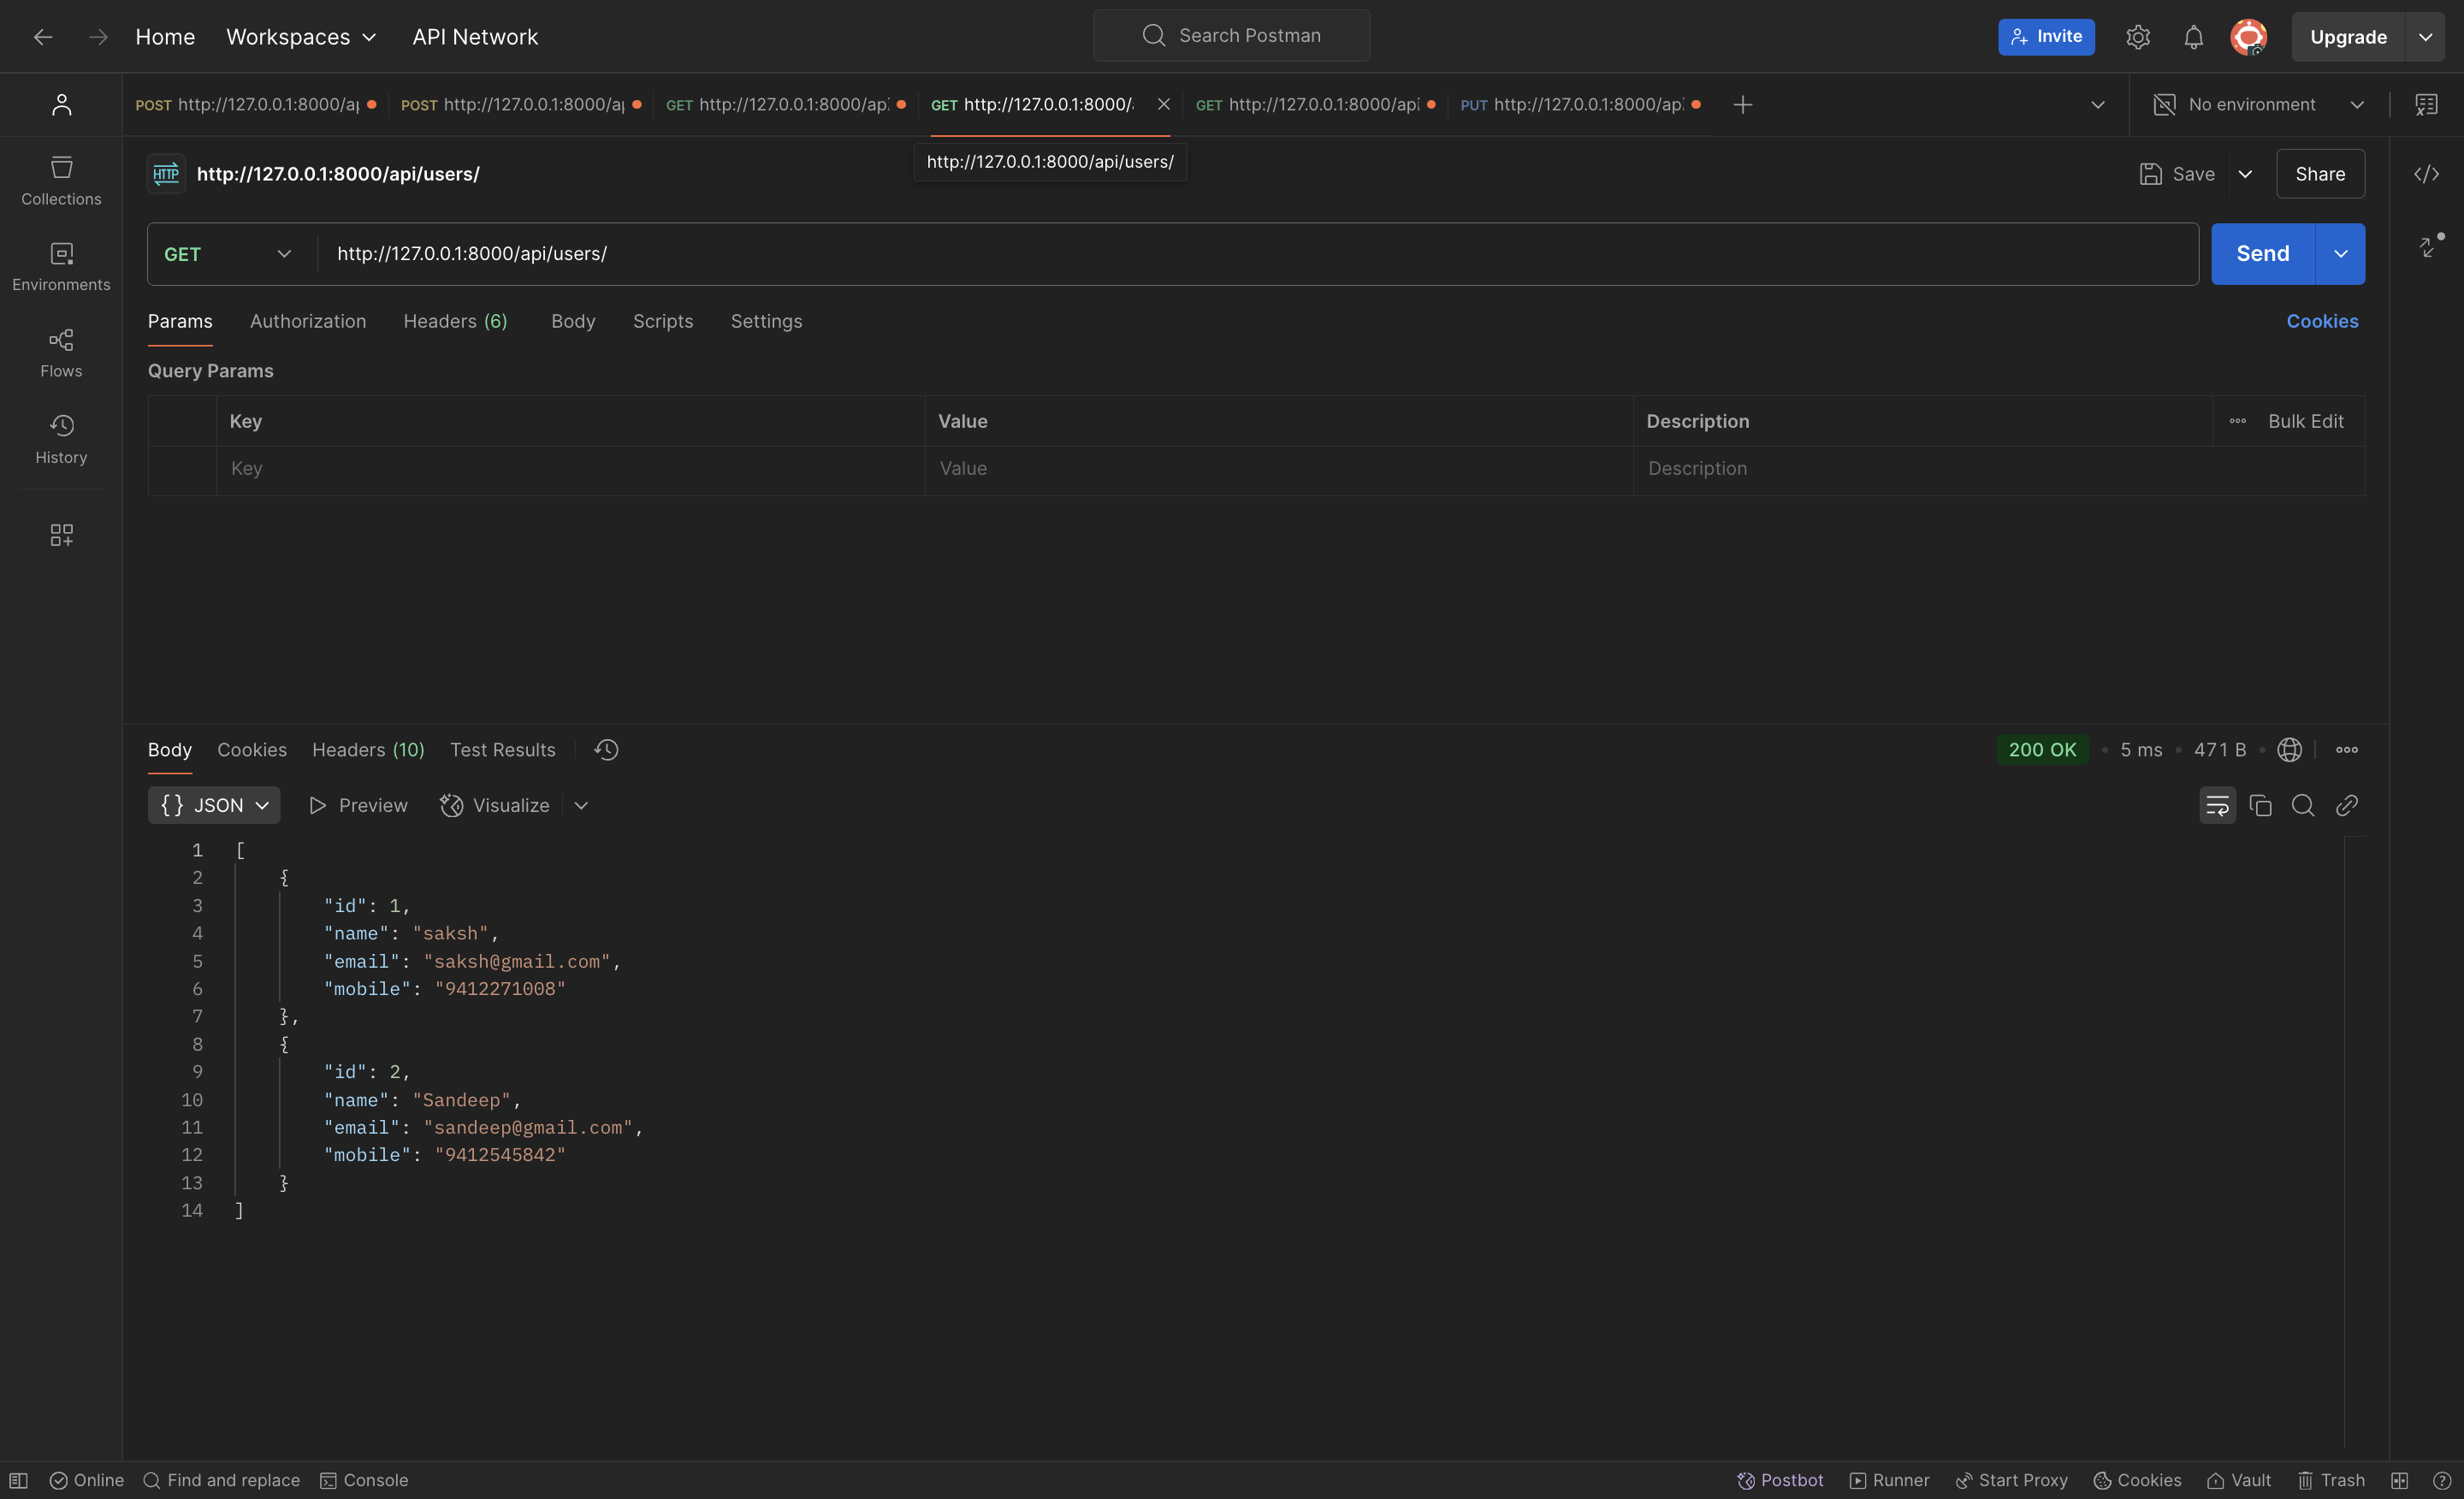 Home Workspaces API Network Search Postman Invite Upgrade
POST http://127.0.0.1:8000/a POST http://127.0.0.1:8000/a GET http://127.0.0.1:8000/api GET http://127.0.0.1:8000/ GET http://127.0.0.1:8000/api PUT http://127.0.0.1:8000/ap No environment
http://127.0.0.1:8000/api/users/
Collections
Environments
Flows
History
HTTP http://127.0.0.1:8000/api/users/ Save Share
GET http://127.0.0.1:8000/api/users/ Send
Params Authorization Headers (6) Body Scripts Settings Cookies
Query Params
Key Value Description Bulk Edit
Key Value Description
Body Cookies Headers (10) Test Results 200 OK • 5 ms • 471 B •
{} JSON Preview Visualize
1 [
2 {
3 "id": 1,
4 "name": "saksh",
5 "email": "saksh@gmail.com",
6 "mobile": "9412271008"
7 },
8 {
9 "id": 2,
10 "name": "Sandeep",
11 "email": "sandeep@gmail.com",
12 "mobile": "9412545842"
13 }
14 ]
Online Find and replace Console Postbot Runner Start Proxy Cookies Vault Trash